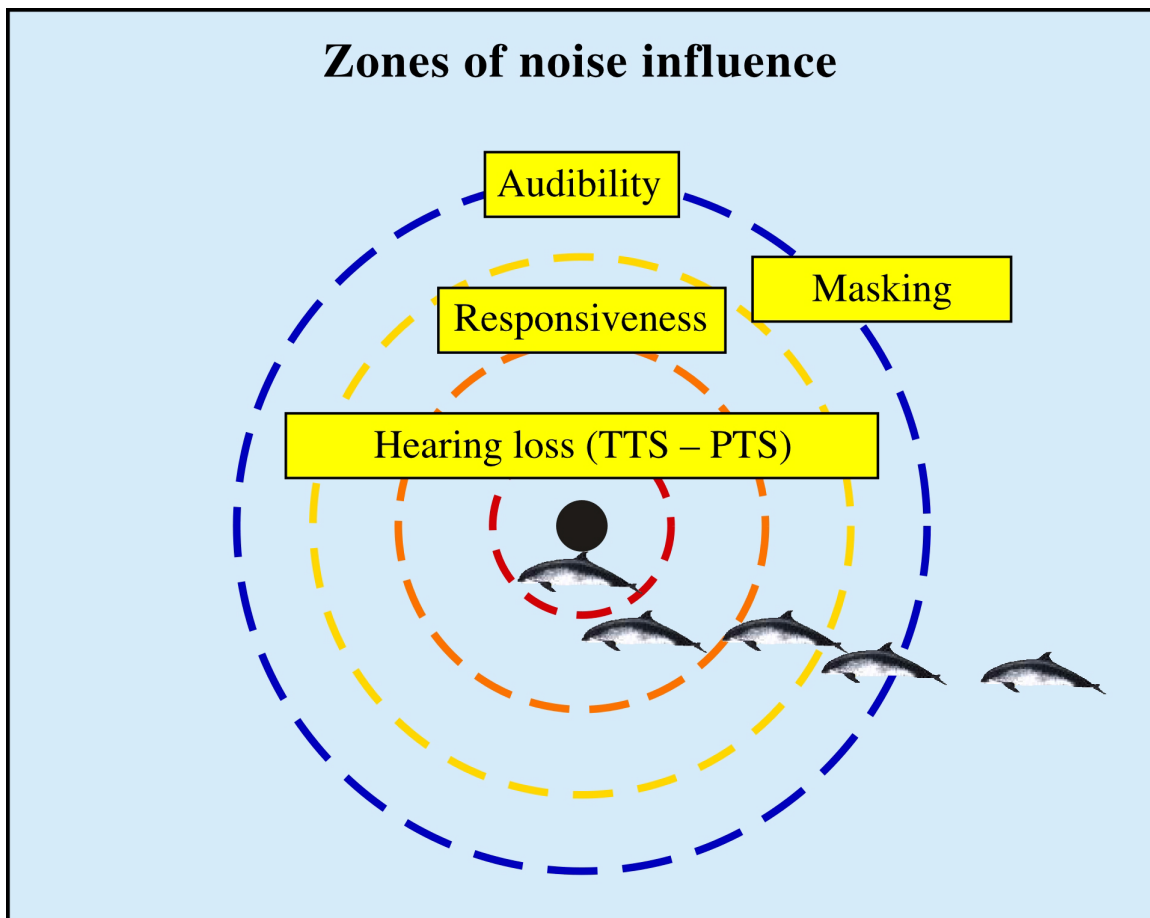 Zones of noise influence
Audibility
Masking
Responsiveness
Hearing loss (TTS – PTS)